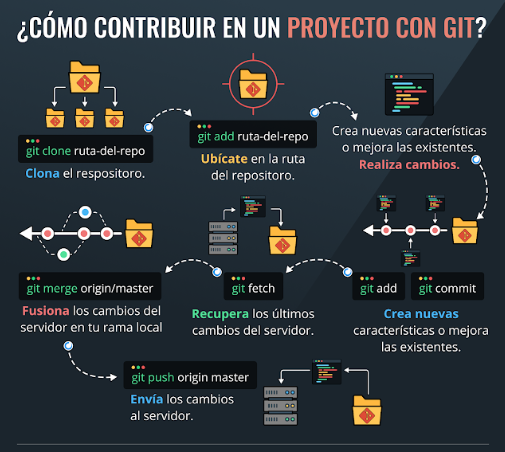 ¿CÓMO CONTRIBUIR EN UN PROYECTO CON GIT?
git clone ruta-del-repo
Clona el respositorio.
git add ruta-del-repo
Ubícate en la ruta
del repositoro.
Crea nuevas características
o mejora las existentes.
Realiza cambios.
git add
git commit
Crea nuevas
características o mejora
las existentes.
git fetch
Recupera los últimos
cambios del servidor.
git merge origin/master
Fusiona los cambios del
servidor en tu rama local
git push origin master
Envía los cambios
al servidor.